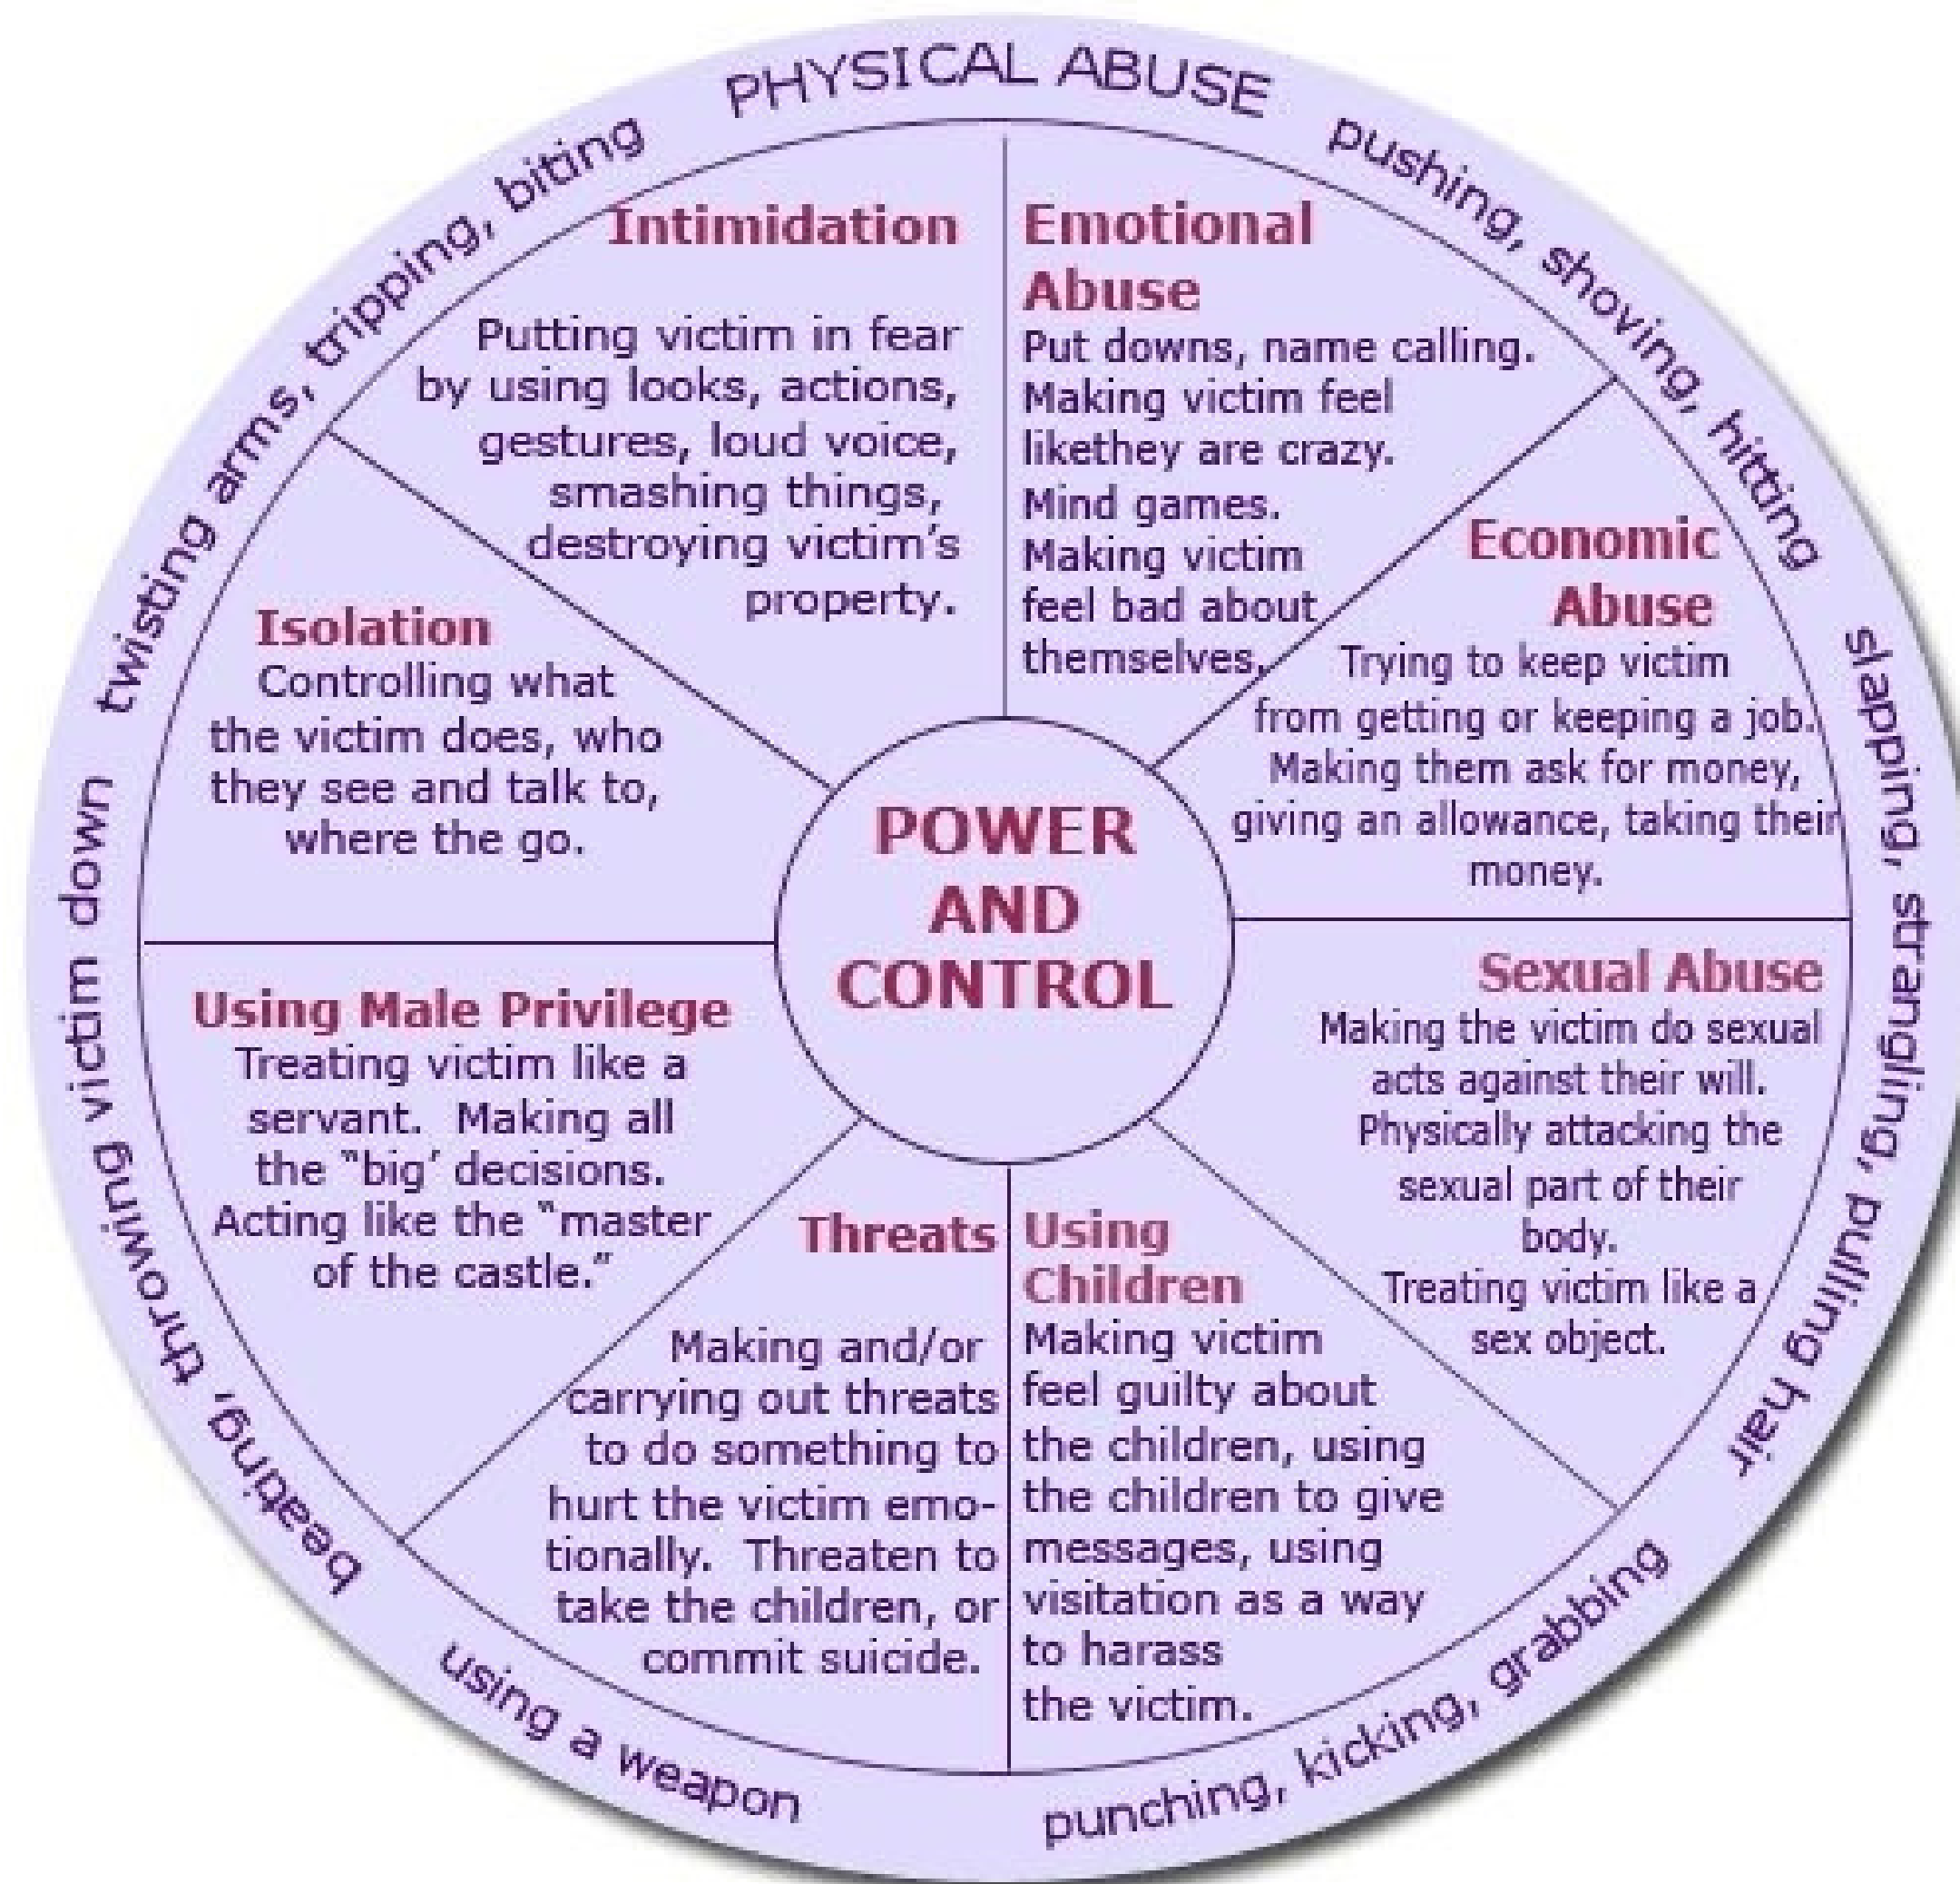 PHYSICAL ABUSE
pushing, shoving, hitting
slapping, strangling, pulling hair
punching, kicking, grabbing
using a weapon
beating, throwing victim down
twisting arms, tripping, biting
Intimidation
Putting victim in fear
by using looks, actions,
gestures, loud voice,
smashing things,
destroying victim’s
property.
Emotional
Abuse
Put downs, name calling.
Making victim feel
likethey are crazy.
Mind games.
Making victim
feel bad about
themselves,
Economic
Abuse
Trying to keep victim
from getting or keeping a job.
Making them ask for money,
giving an allowance, taking their
money.
Sexual Abuse
Making the victim do sexual
acts against their will.
Physically attacking the
sexual part of their
body.
Treating victim like a
sex object.
Using
Children
Making victim
feel guilty about
the children, using
the children to give
messages, using
visitation as a way
to harass
the victim.
Threats
Making and/or
carrying out threats
to do something to
hurt the victim emo-
tionally.  Threaten to
take the children, or
commit suicide.
Using Male Privilege
Treating victim like a
servant.  Making all
the “big’ decisions.
Acting like the “master
of the castle.”
Isolation
Controlling what
the victim does, who
they see and talk to,
where the go.
POWER
AND
CONTROL